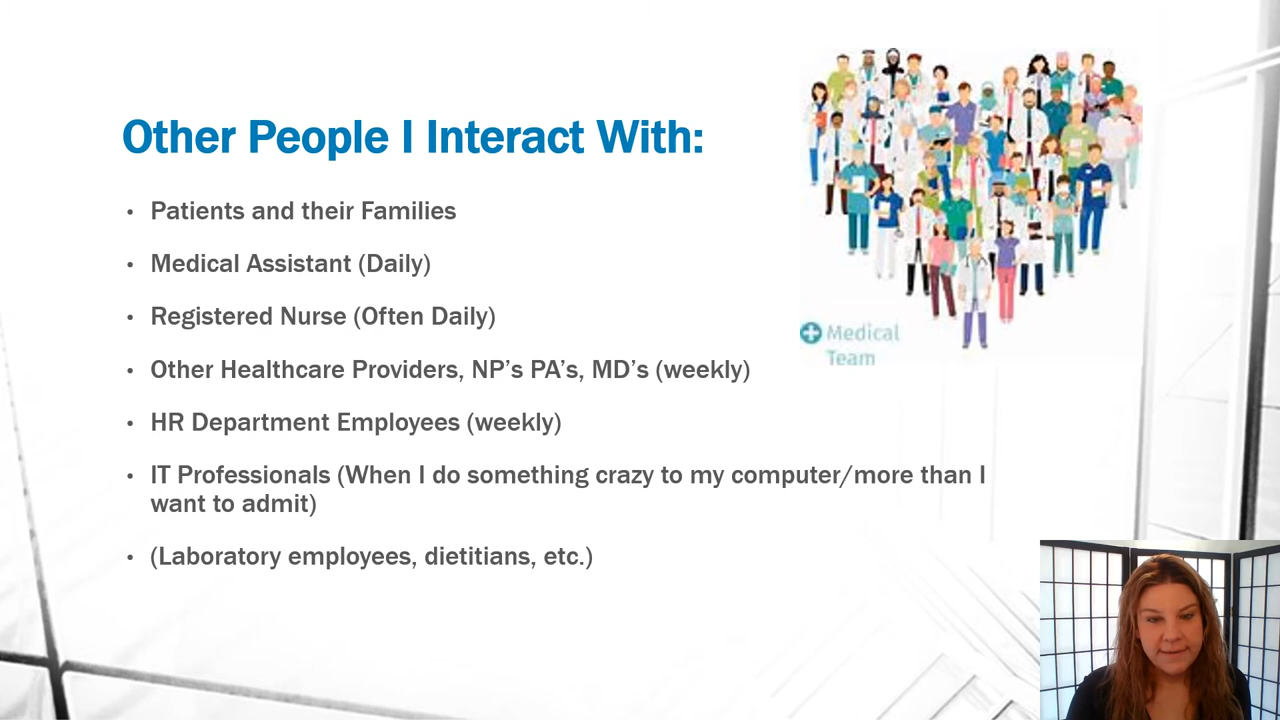 Other People I Interact With:
• Patients and their Families
• Medical Assistant (Daily)
• Registered Nurse (Often Daily)
• Other Healthcare Providers, NP’s PA’s, MD’s (weekly)
• HR Department Employees (weekly)
• IT Professionals (When I do something crazy to my computer/more than I
want to admit)
• (Laboratory employees, dietitians, etc.)
Medical
Team